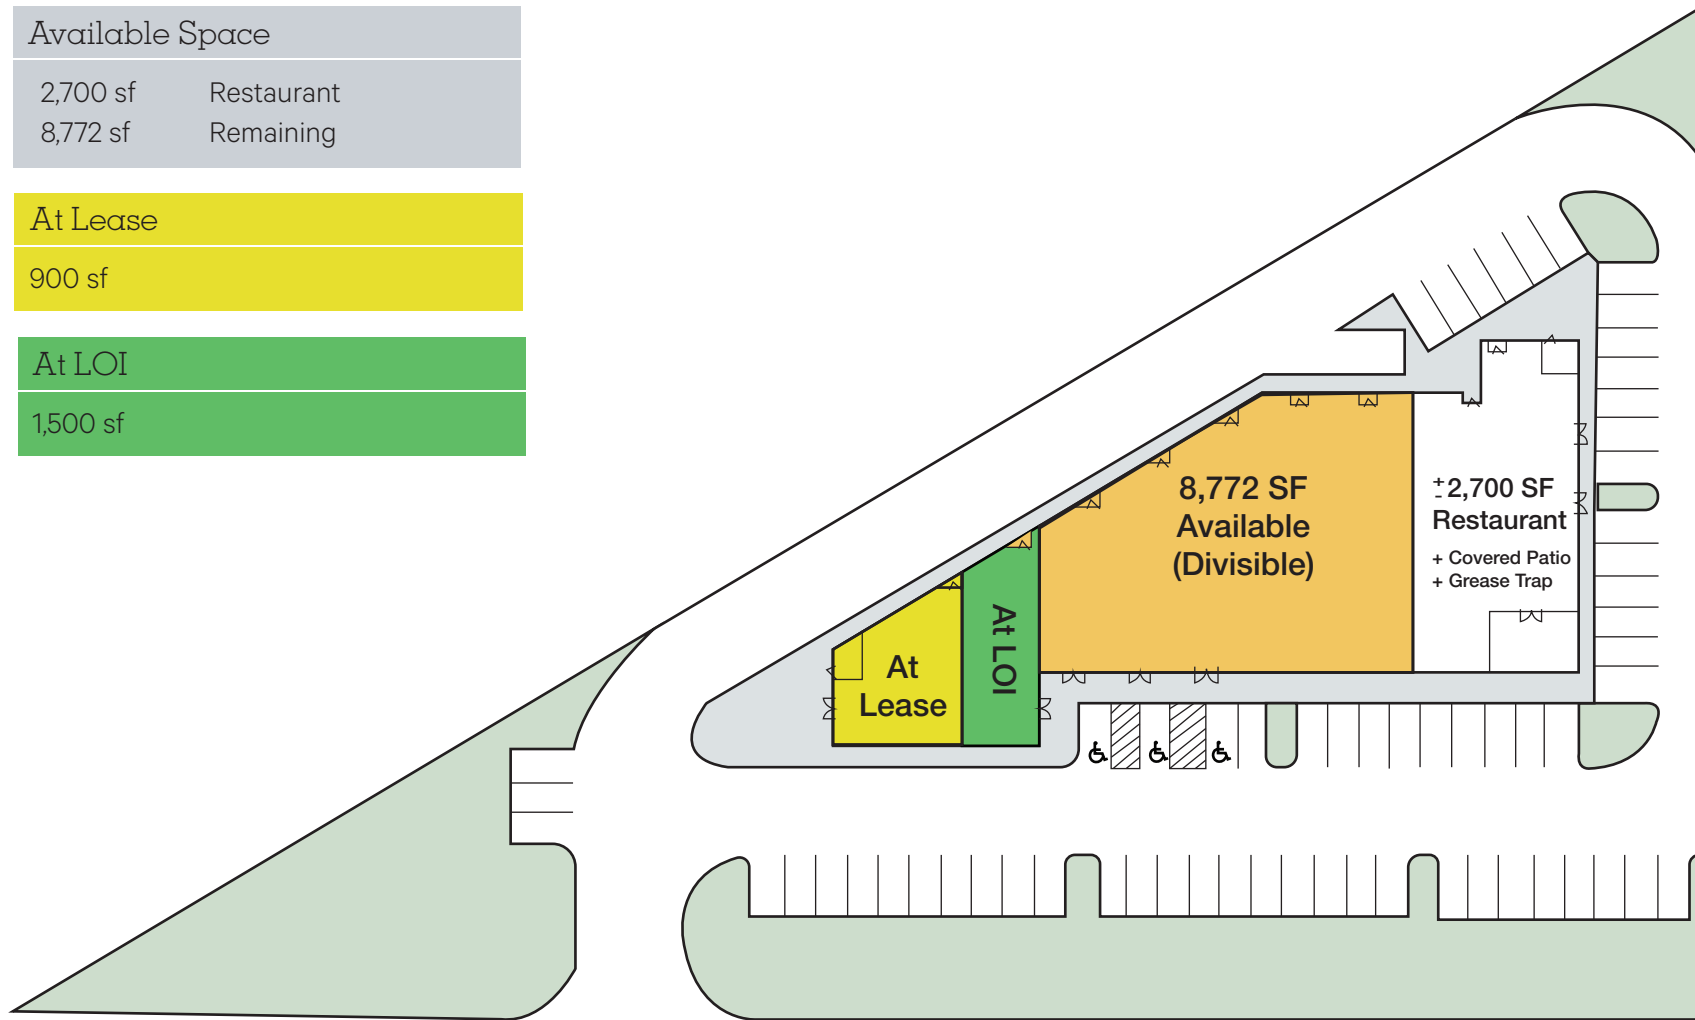 Available Space
2,700 sf Restaurant
8,772 sf Remaining
At Lease
900 sf
At LOI
1,500 sf
8,772 SF
Available
(Divisible)
±2,700 SF
Restaurant
+ Covered Patio
+ Grease Trap
At LOI
At
Lease